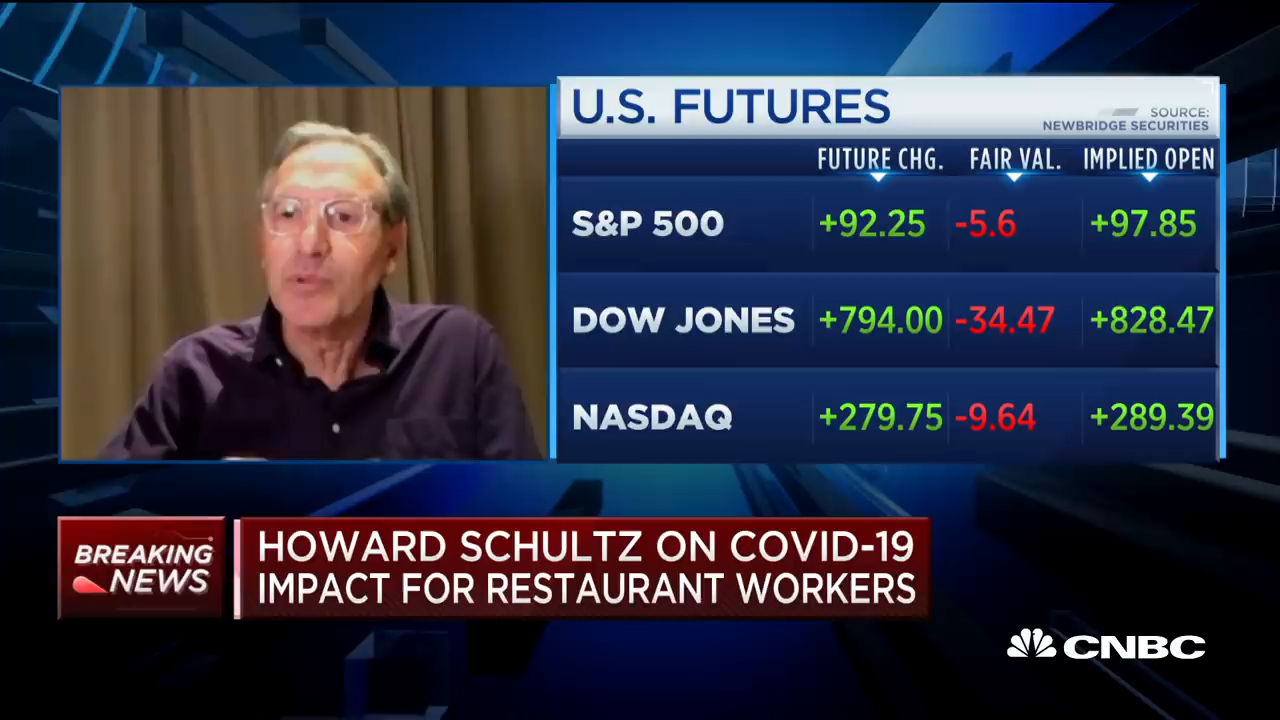 U.S. FUTURES
SOURCE:
NEWBRIDGE SECURITIES
FUTURE CHG. FAIR VAL. IMPLIED OPEN
S&P 500 +92.25 -5.6 +97.85
DOW JONES +794.00 -34.47 +828.47
NASDAQ +279.75 -9.64 +289.39
BREAKING
NEWS
HOWARD SCHULTZ ON COVID-19
IMPACT FOR RESTAURANT WORKERS
CNBC